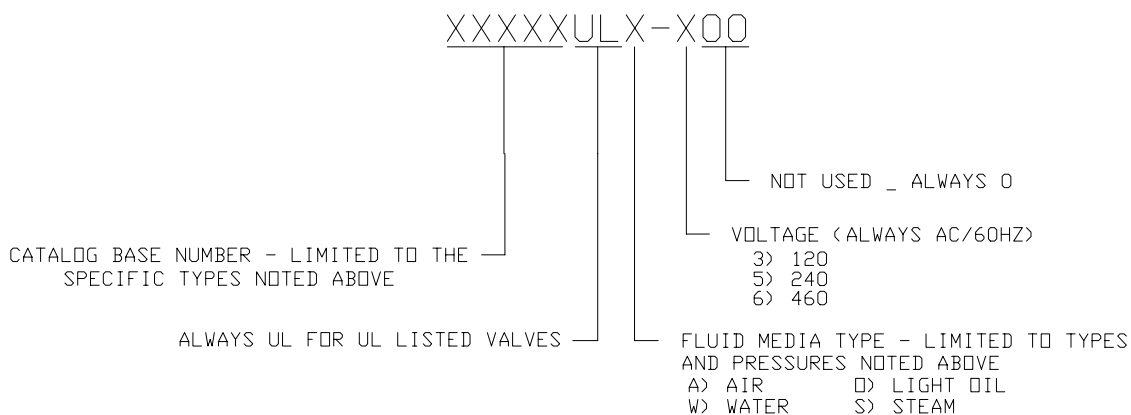 XXXXXULX-X00
NOT USED _ ALWAYS 0
VOLTAGE (ALWAYS AC/60HZ)
3) 120
5) 240
6) 460
CATALOG BASE NUMBER - LIMITED TO THE
SPECIFIC TYPES NOTED ABOVE
ALWAYS UL FOR UL LISTED VALVES
FLUID MEDIA TYPE - LIMITED TO TYPES
AND PRESSURES NOTED ABOVE
A) AIR O) LIGHT OIL
W) WATER S) STEAM